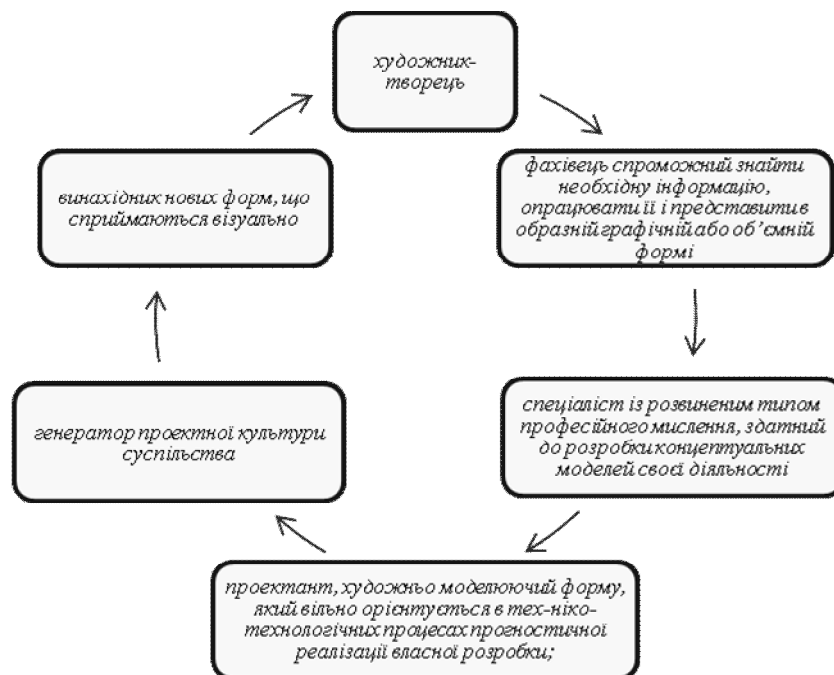 художник-
творець
фахівець спроможний знайти
необхідну інформацію,
опрацювати її і представити в
образній графічній або об’ємній
формі
спеціаліст із розвиненим типом
професійного мислення, здатний
до розробки концептуальних
моделей своєї діяльності
проектант, художньо моделюючий форму,
який вільно орієнтується в тех-ніко-
технологічних процесах прогностичної
реалізації власної розробки;
генератор проектної культури
суспільства
винахідник нових форм, що
сприймаються візуально